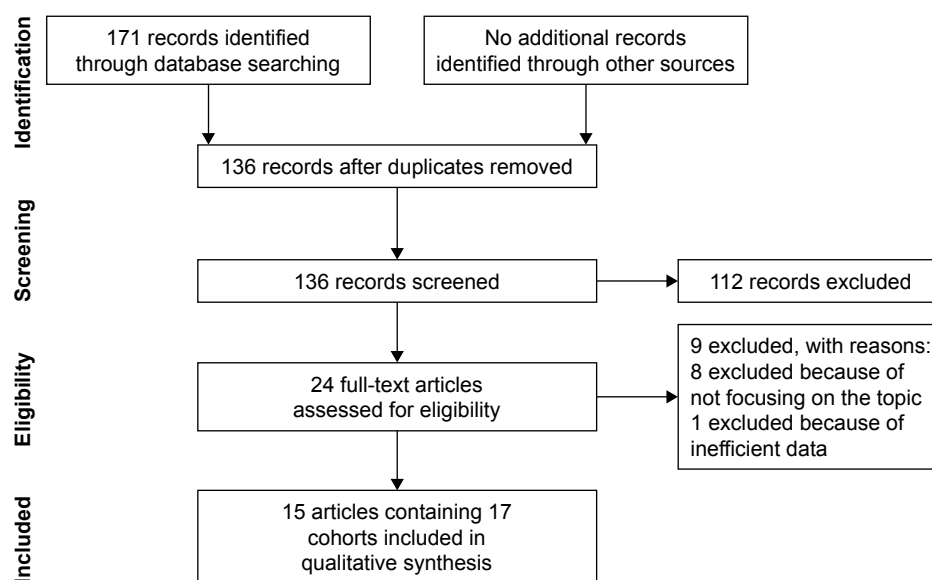 Identification
171 records identified
through database searching
No additional records
identified through other sources
136 records after duplicates removed
Screening
136 records screened
112 records excluded
Eligibility
24 full-text articles
assessed for eligibility
9 excluded, with reasons:
8 excluded because of
not focusing on the topic
1 excluded because of
inefficient data
Included
15 articles containing 17
cohorts included in
qualitative synthesis